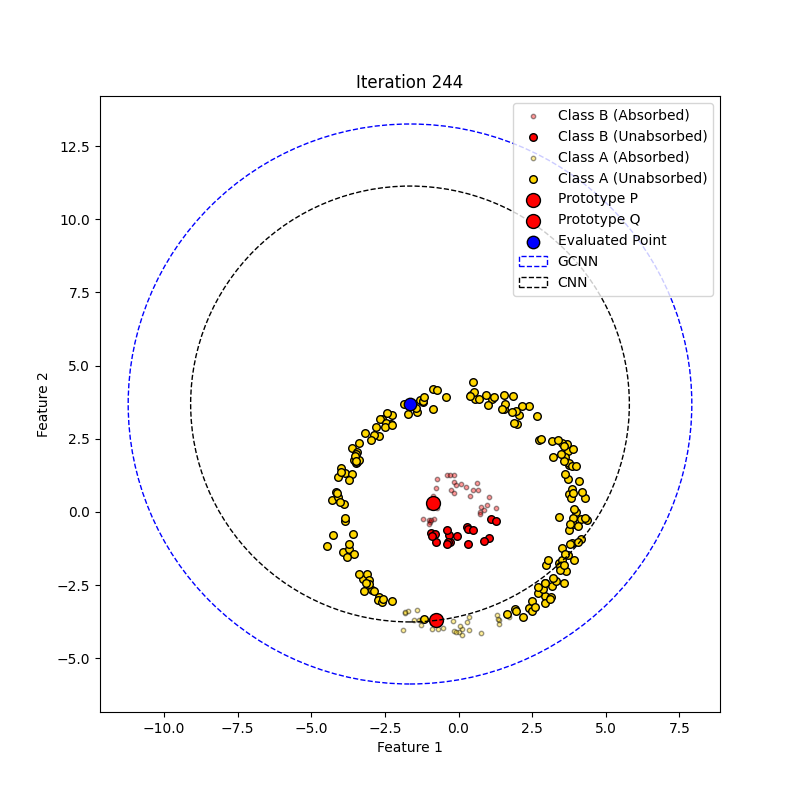 Iteration 244
Class B (Absorbed)
Class B (Unabsorbed)
Class A (Absorbed)
Class A (Unabsorbed)
Prototype P
Prototype Q
Evaluated Point
GCNN
CNN
Feature 2
12.5
10.0
7.5
5.0
2.5
0.0
−2.5
−5.0
−10.0 −7.5 −5.0 −2.5 0.0 2.5 5.0 7.5
Feature 1